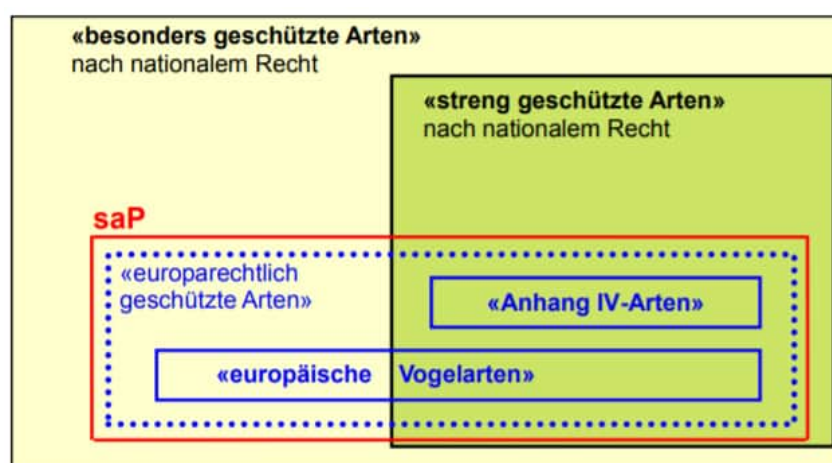 «besonders geschützte Arten»
nach nationalem Recht
«streng geschützte Arten»
nach nationalem Recht
saP
«europarechtlich
geschützte Arten»
«Anhang IV-Arten»
«europäische Vogelarten»